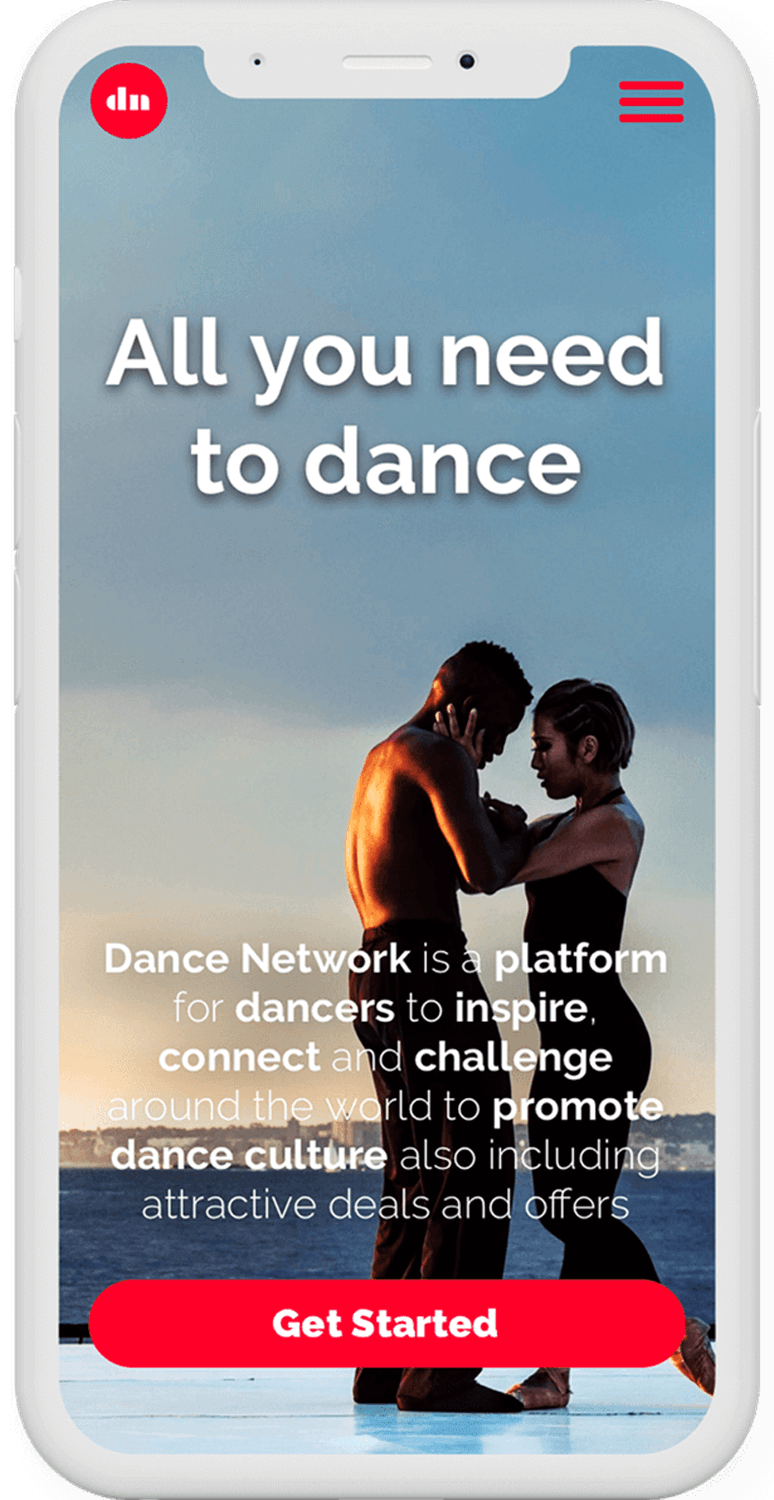 dn
All you need
to dance
Dance Network is a platform
for dancers to inspire,
connect and challenge
around the world to promote
dance culture also including
attractive deals and offers
Get Started